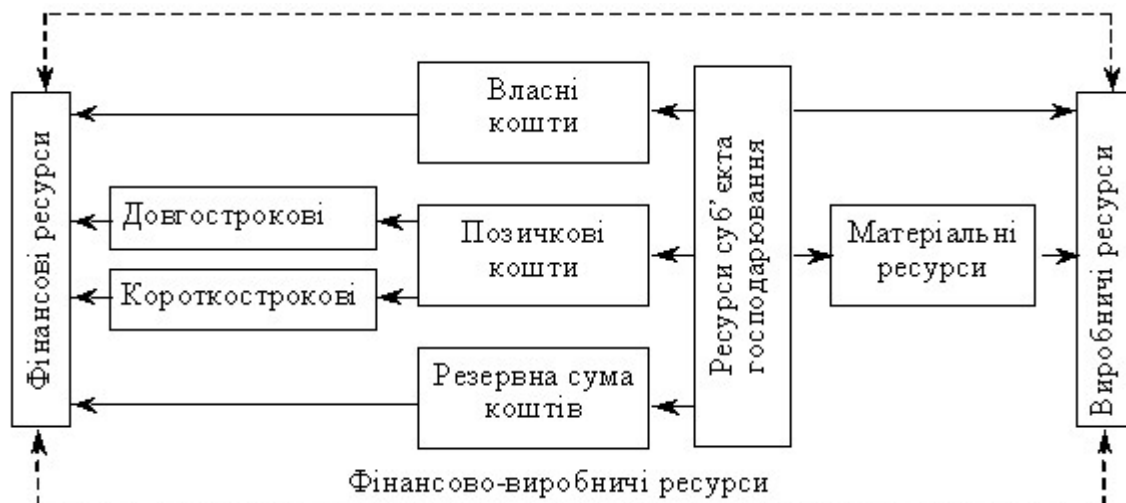 Фінансові ресурси
Власні
кошти
Довгострокові
Короткострокові
Позичкові
кошти
Резервна сума
коштів
Ресурси суб’єкта
господарювання
Матеріальні
ресурси
Виробничі ресурси
Фінансово-виробничі ресурси